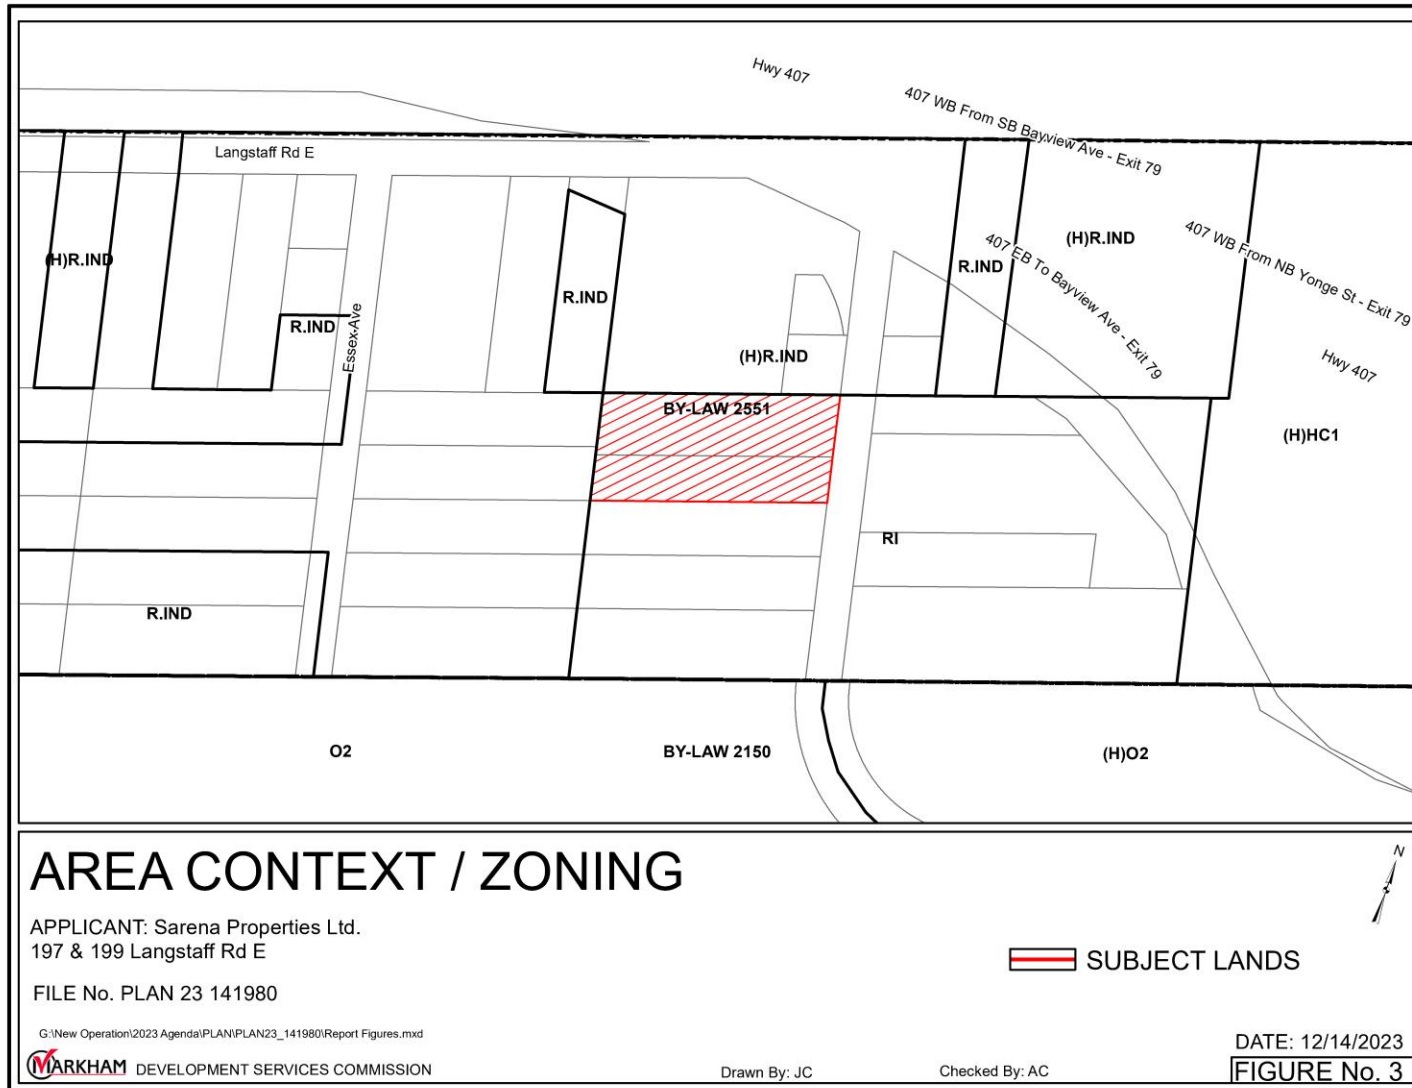 Hwy 407
407 WB From SB Bayview Ave - Exit 79
Langstaff Rd E
(H)R.IND
407 WB From NB Yonge St - Exit 79
407 EB To Bayview Ave - Exit 79
(H)R.IND
R.IND
R.IND
R.IND
Essex Ave
(H)R.IND
Hwy 407
BY-LAW 2551
(H)HC1
RI
R.IND
O2
BY-LAW 2150
(H)O2
AREA CONTEXT / ZONING
N
APPLICANT: Sarena Properties Ltd.
197 & 199 Langstaff Rd E
SUBJECT LANDS
FILE No. PLAN 23 141980
G:\New Operation\2023 Agenda\PLAN\PLAN23_141980\Report Figures.mxd
DATE: 12/14/2023
MARKHAM DEVELOPMENT SERVICES COMMISSION
Drawn By: JC
Checked By: AC
FIGURE No. 3